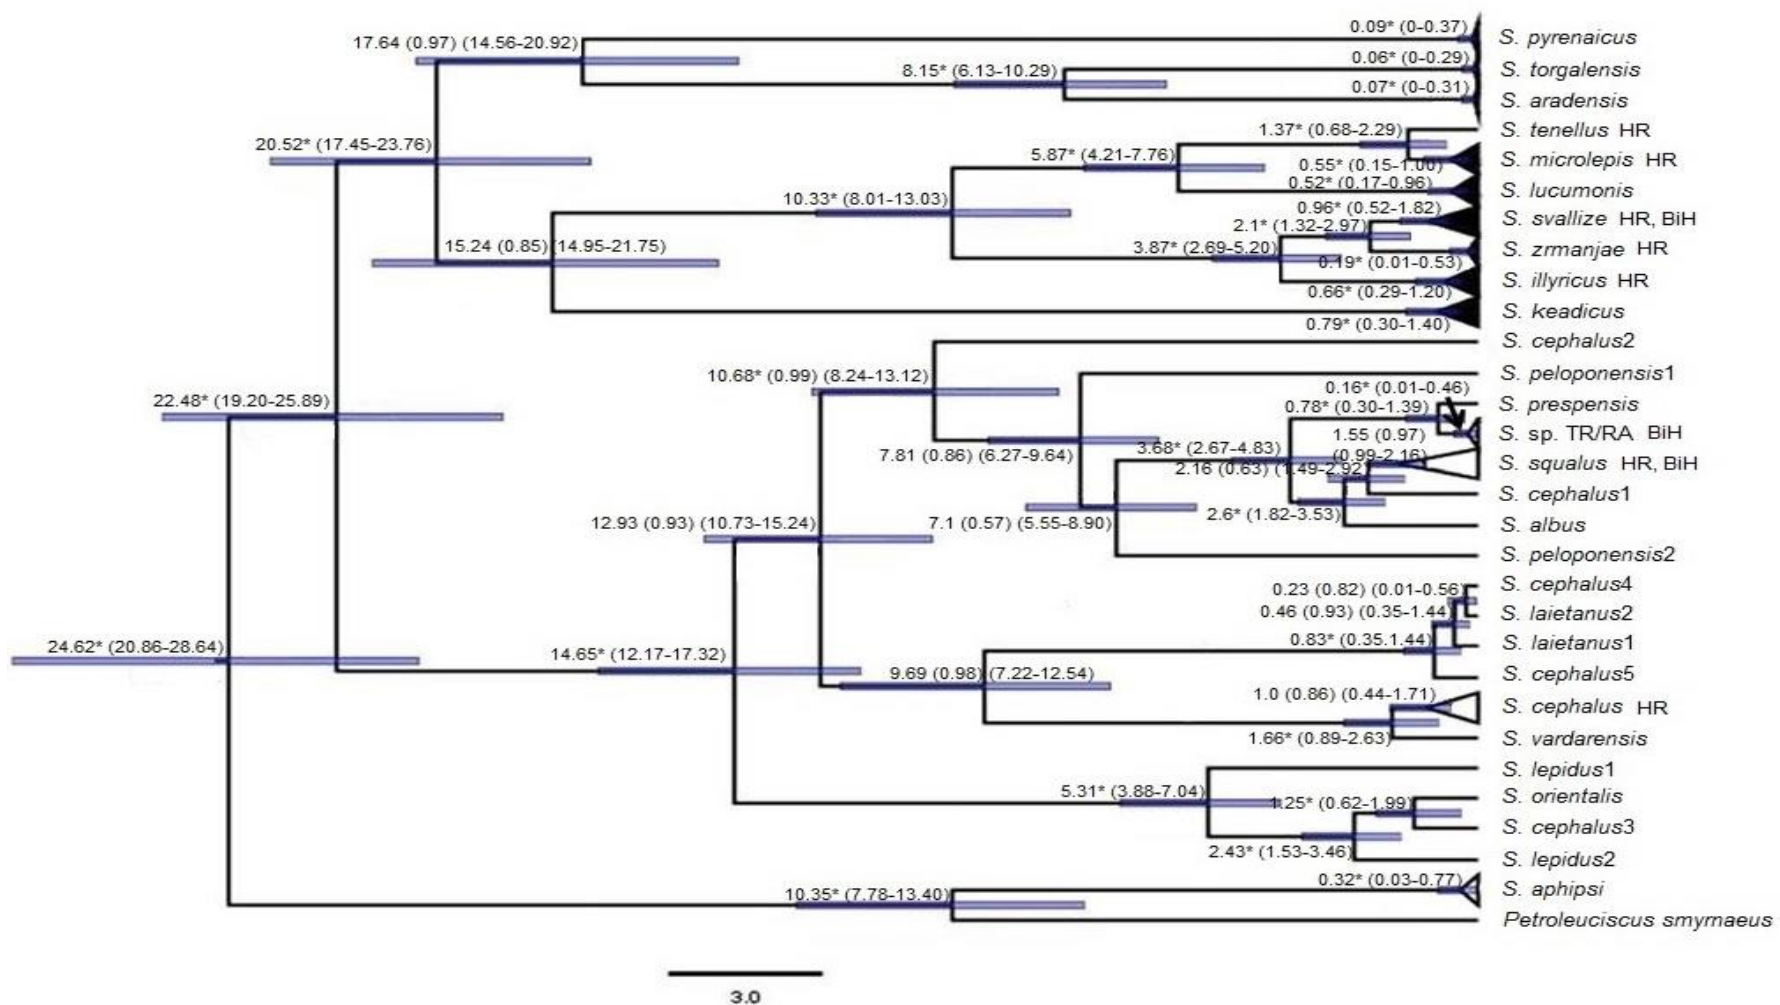 0.09* (0-0.37)
S. pyrenaicus
17.64 (0.97) (14.56-20.92)
0.06* (0-0.29)
8.15* (6.13-10.29)
S. torgalensis
0.07* (0-0.31)
S. aradensis
1.37* (0.68-2.29)
S. tenellus HR
20.52* (17.45-23.76)
5.87* (4.21-7.76)
0.55* (0.15-1.00)
S. microlepis HR
0.52* (0.17-0.96)
S. lucumonis
10.33* (8.01-13.03)
0.96* (0.52-1.82)
S. svallize HR, BiH
2.1* (1.32-2.97)
3.87* (2.69-5.20)
S. zrmanjae HR
15.24 (0.85) (14.95-21.75)
0.19* (0.01-0.53)
S. illyricus HR
0.66* (0.29-1.20)
S. keadicus
0.79* (0.30-1.40)
S. cephalus2
10.68* (0.99) (8.24-13.12)
S. peloponensis1
0.16* (0.01-0.46)
22.48* (19.20-25.89)
0.78* (0.30-1.39)
S. prespensis
1.55 (0.97)
(0.99-2.16)
S. sp. TR/RA BiH
3.68* (2.67-4.83)
7.81 (0.86) (6.27-9.64)
2.16 (0.63) (1.49-2.92)
S. squalus HR, BiH
S. cephalus1
2.6* (1.82-3.53)
12.93 (0.93) (10.73-15.24)
7.1 (0.57) (5.55-8.90)
S. albus
S. peloponensis2
0.23 (0.82) (0.01-0.56)
S. cephalus4
0.46 (0.93) (0.35-1.44)
S. laietanus2
0.83* (0.35.1.44)
S. laietanus1
24.62* (20.86-28.64)
14.65* (12.17-17.32)
9.69 (0.98) (7.22-12.54)
S. cephalus5
1.0 (0.86) (0.44-1.71)
S. cephalus HR
1.66* (0.89-2.63)
S. vardarensis
S. lepidus1
5.31* (3.88-7.04)
1.25* (0.62-1.99)
S. orientalis
S. cephalus3
2.43* (1.53-3.46)
S. lepidus2
0.32* (0.03-0.77)
S. aphipsi
10.35* (7.78-13.40)
Petroleuciscus smyrnaeus
3.0